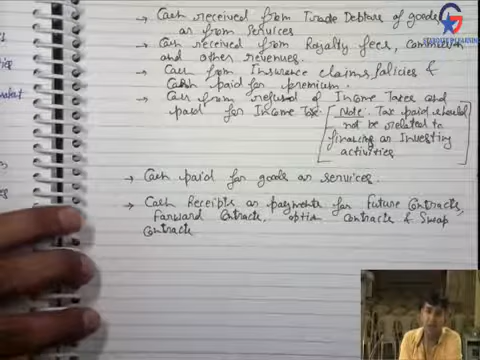 → Cash received from Trade Debtors of goods,
or from services
→ Cash received from Royalty fees, commission
and other revenues.
→ Cash from Insurance claims policies &
Cash paid for premium.
→ Cash from refund of Income Taxes and
paid for Income Tax.
[Note: Tax paid should
not be related to
financing or Investing
activities]
→ Cash paid for goods or services.
→ Cash Receipts or payments for Future Contracts,
Forward Contracts, option contracts & Swap
Contracts